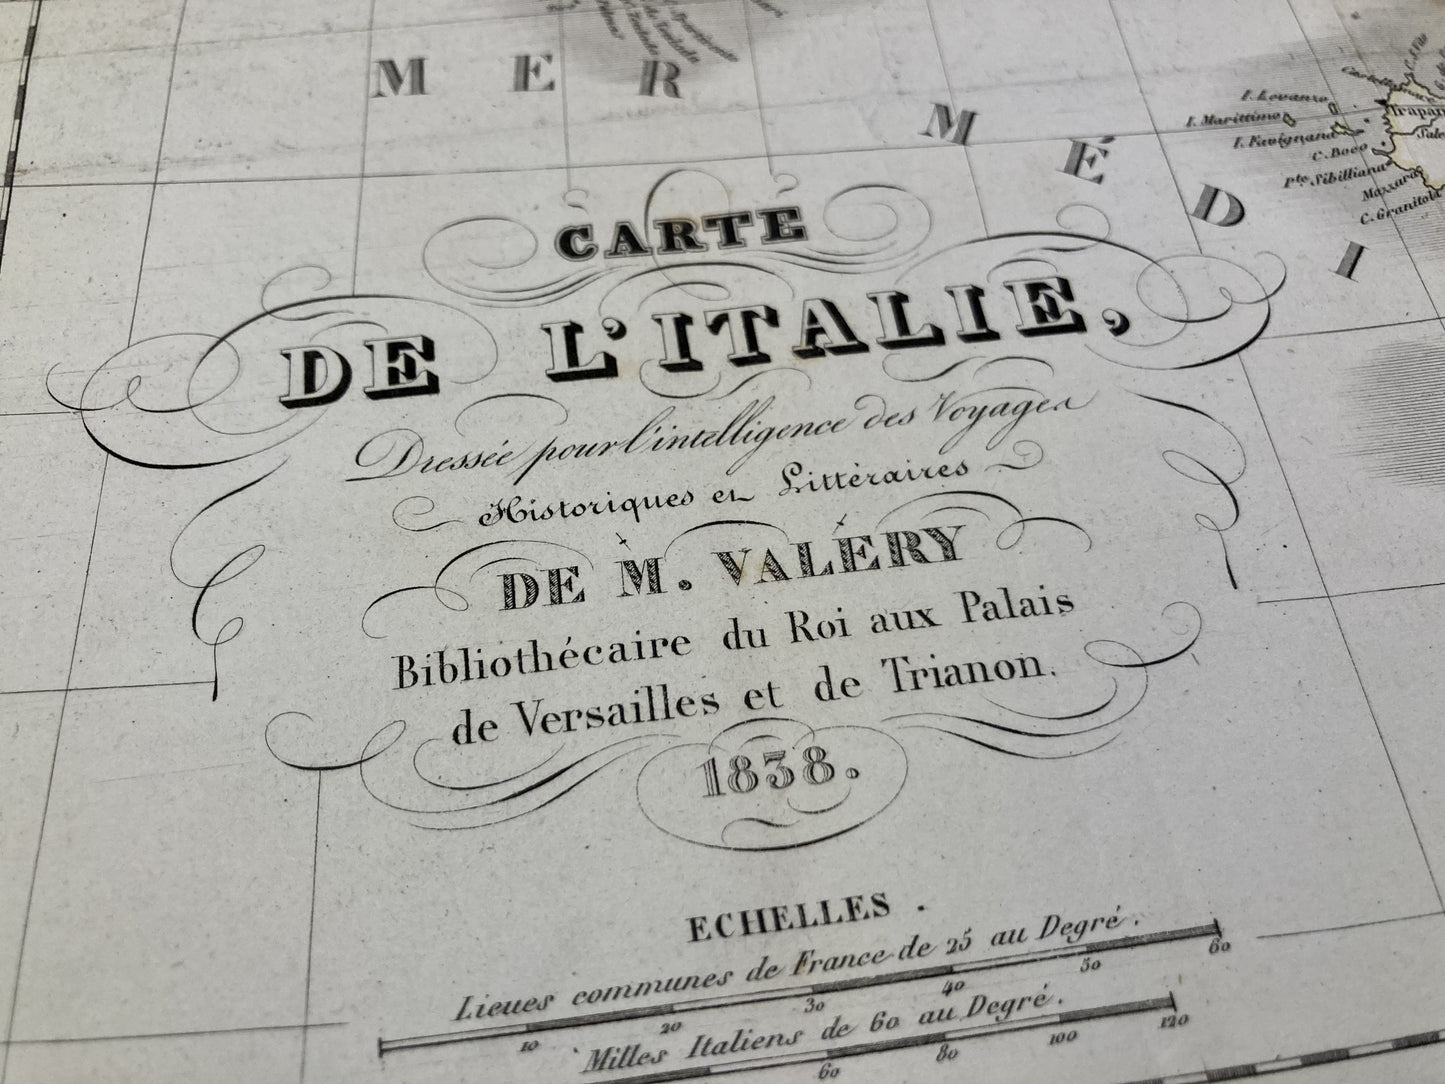 MER MÉDI
I. Levanzo
I. Marittimo
I. Favignana
C. Boco
Pte. Sibilliana
Mazzara
C. Granitola
Trapani
CARTE
DE L'ITALIE,
Dressée pour l'intelligence des Voyages
Historiques et Littéraires
DE M. VALÉRY
Bibliothécaire du Roi aux Palais
de Versailles et de Trianon.
1838.
ECHELLES.
Lieues communes de France de 25 au Degré.
10 20 30 40 50 60
Milles Italiens de 60 au Degré.
60 80 100 120